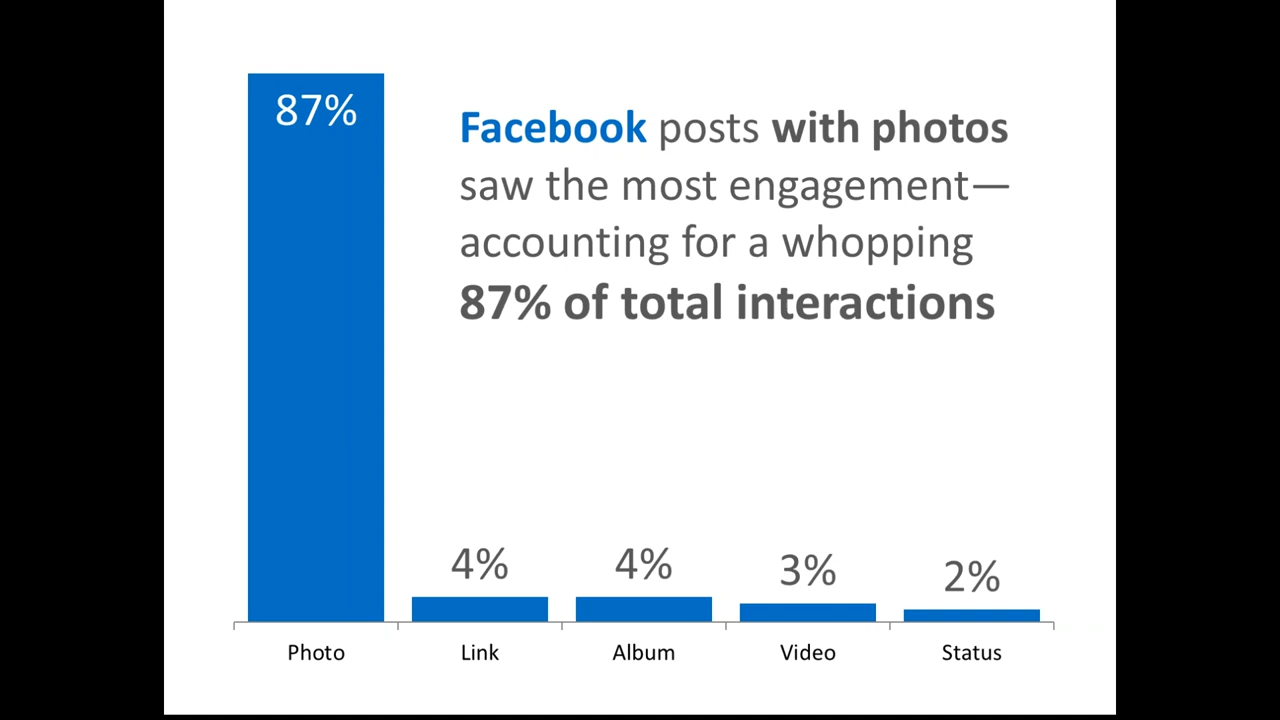 87%
Facebook posts with photos
saw the most engagement—
accounting for a whopping
87% of total interactions
4%
4%
3%
2%
Photo
Link
Album
Video
Status